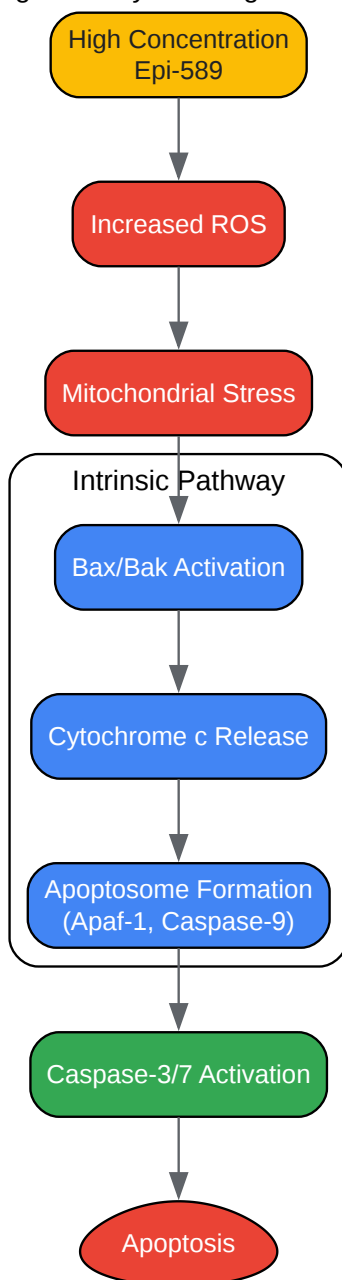 High Concentration
Epi-589
Increased ROS
Mitochondrial Stress
Intrinsic Pathway
Bax/Bak Activation
Cytochrome c Release
Apoptosome Formation
(Apaf-1, Caspase-9)
Caspase-3/7 Activation
Apoptosis